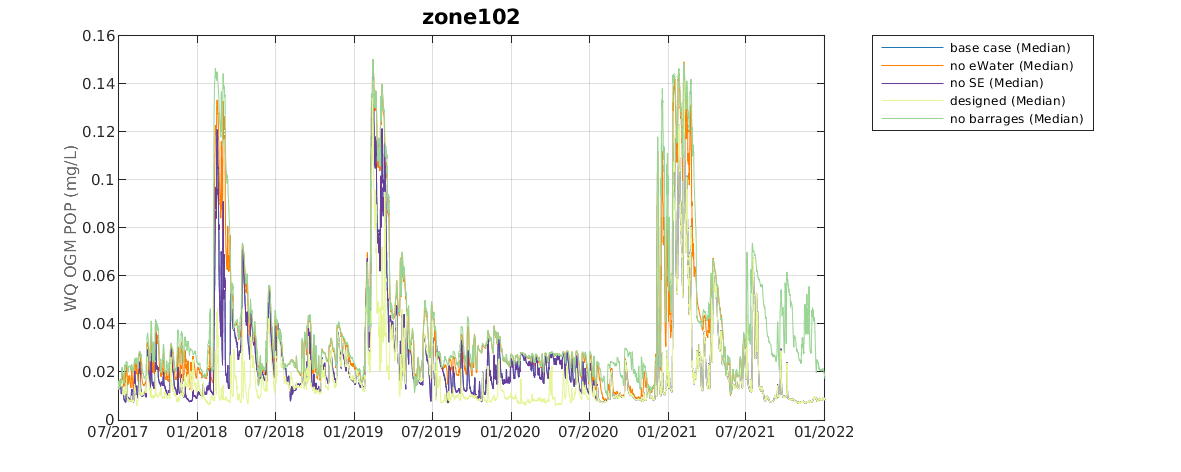 zone102
WQ OGM POP (mg/L)
0.16
0.14
0.12
0.1
0.08
0.06
0.04
0.02
0
07/2017 01/2018 07/2018 01/2019 07/2019 01/2020 07/2020 01/2021 07/2021 01/2022
base case (Median)
no eWater (Median)
no SE (Median)
designed (Median)
no barrages (Median)